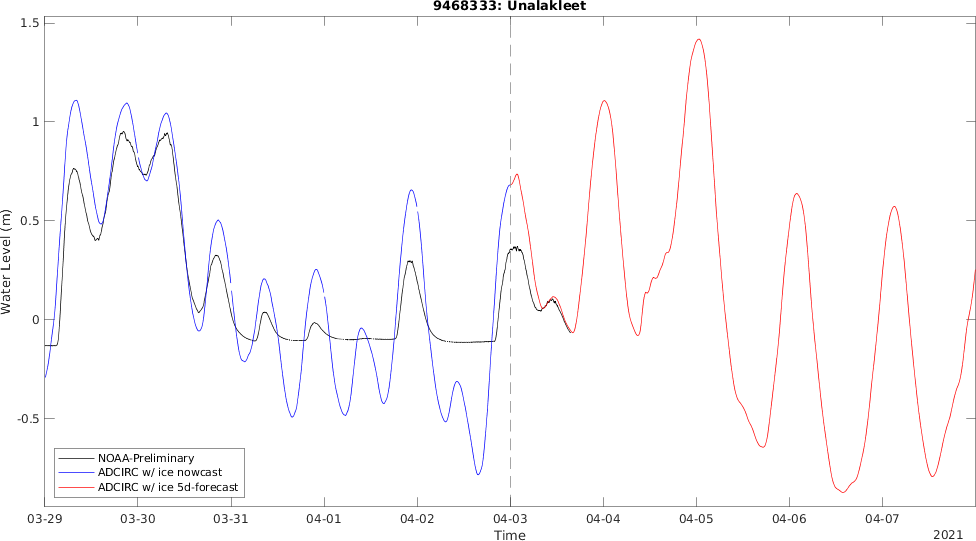 9468333: Unalakleet
1.5
1
0.5
0
-0.5
Water Level (m)
NOAA-Preliminary
ADCIRC w/ ice nowcast
ADCIRC w/ ice 5d-forecast
03-29 03-30 03-31 04-01 04-02 04-03 04-04 04-05 04-06 04-07
Time
2021